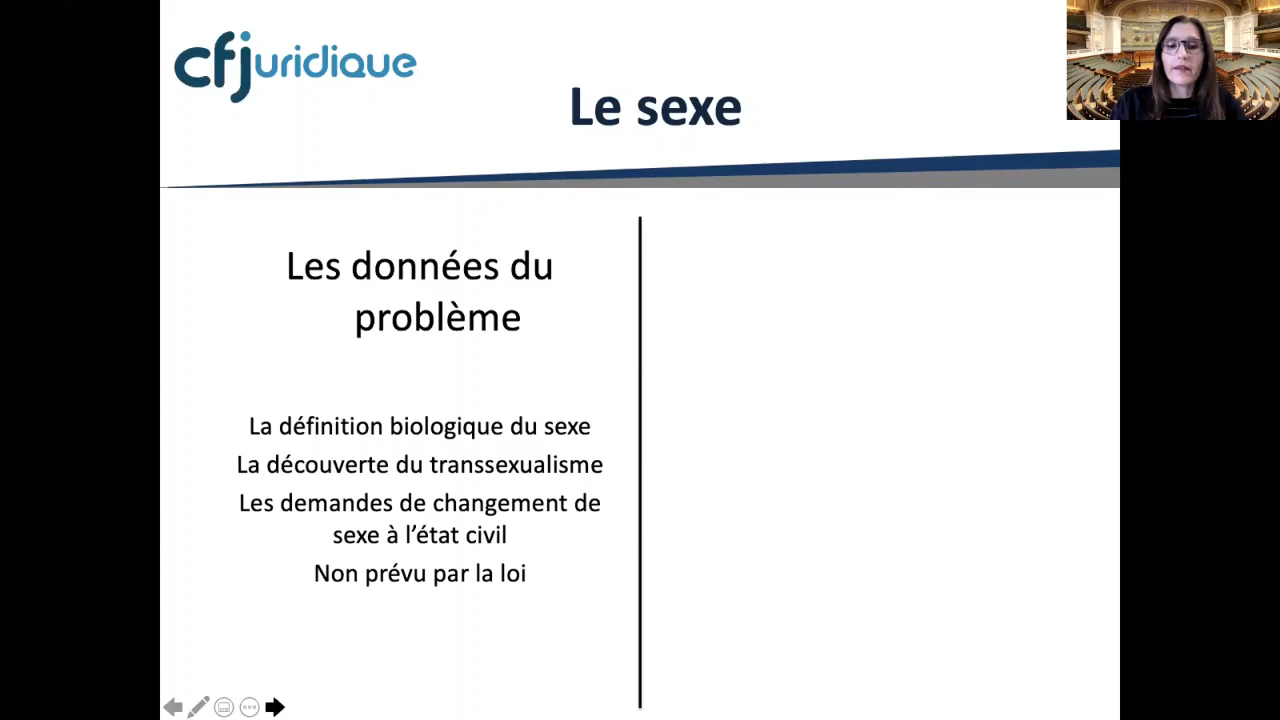 cfjuridique
Le sexe
Les données du
problème
La définition biologique du sexe
La découverte du transsexualisme
Les demandes de changement de
sexe à l’état civil
Non prévu par la loi